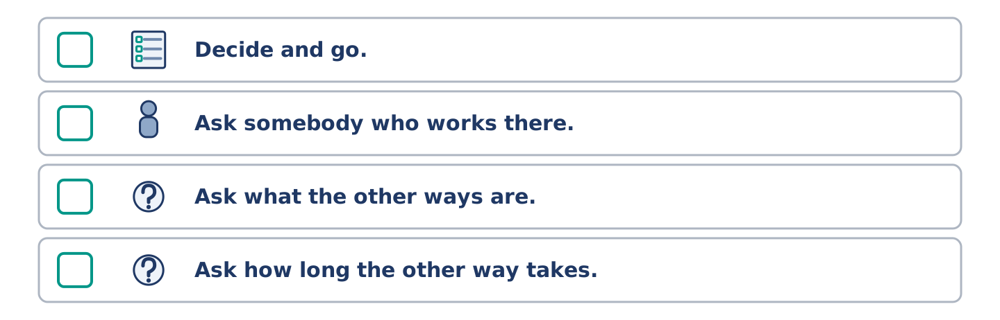 Decide and go.
Ask somebody who works there.
Ask what the other ways are.
Ask how long the other way takes.